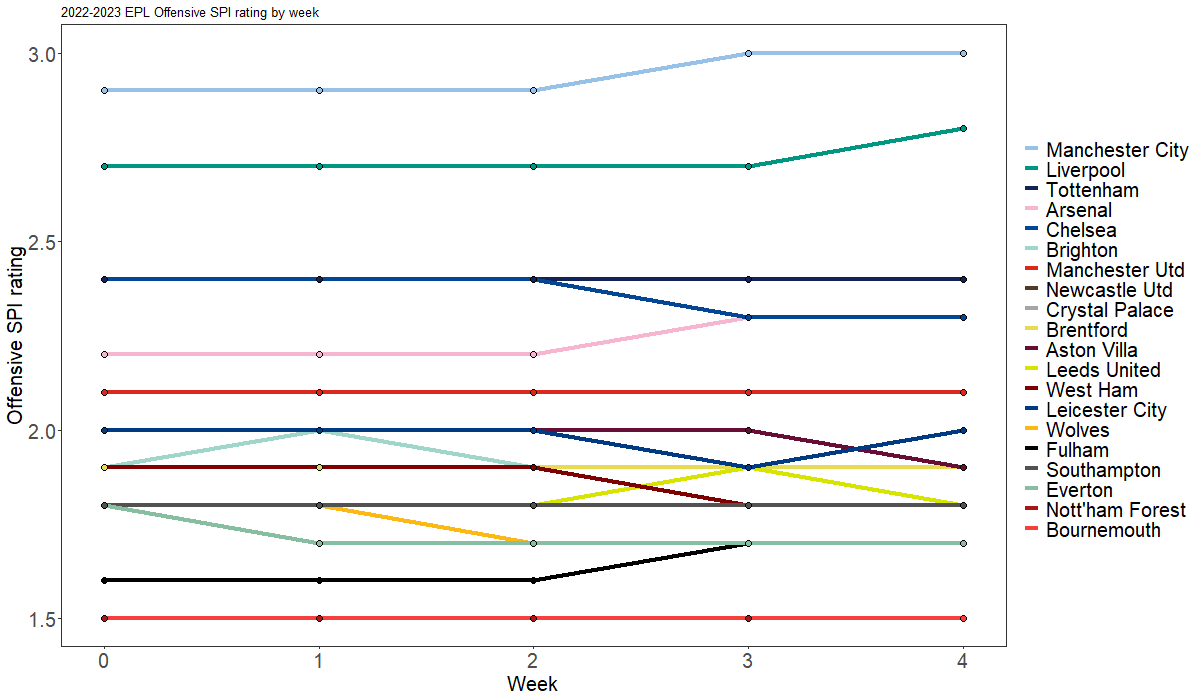 2022-2023 EPL Offensive SPI rating by week
Offensive SPI rating
3.0
2.5
2.0
1.5
0
1
2
3
4
Week
Manchester City
Liverpool
Tottenham
Arsenal
Chelsea
Brighton
Manchester Utd
Newcastle Utd
Crystal Palace
Brentford
Aston Villa
Leeds United
West Ham
Leicester City
Wolves
Fulham
Southampton
Everton
Nott'ham Forest
Bournemouth